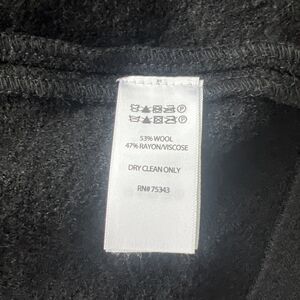 53% WOOL
47% RAYON/VISCOSE
DRY CLEAN ONLY
RN# 75343